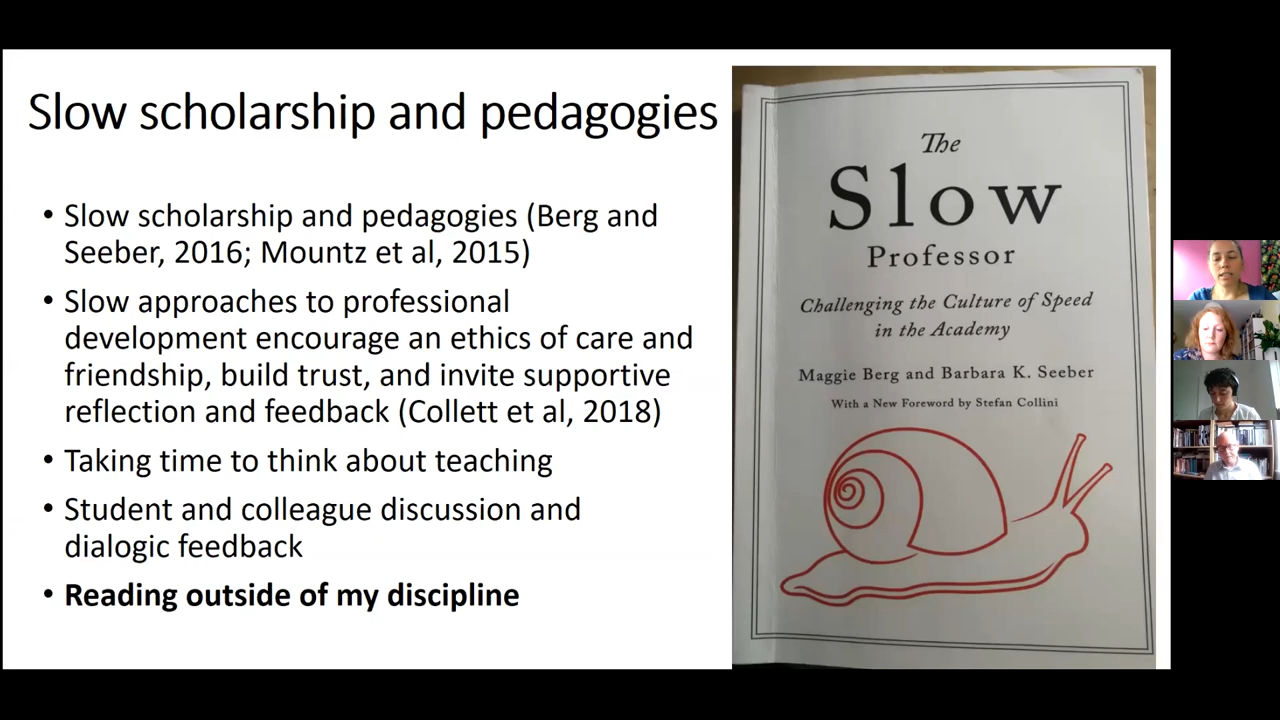 Slow scholarship and pedagogies
• Slow scholarship and pedagogies (Berg and
Seeber, 2016; Mountz et al, 2015)
• Slow approaches to professional
development encourage an ethics of care and
friendship, build trust, and invite supportive
reflection and feedback (Collett et al, 2018)
• Taking time to think about teaching
• Student and colleague discussion and
dialogic feedback
• Reading outside of my discipline
The
Slow
Professor
Challenging the Culture of Speed
in the Academy
Maggie Berg and Barbara K. Seeber
With a New Foreword by Stefan Collini